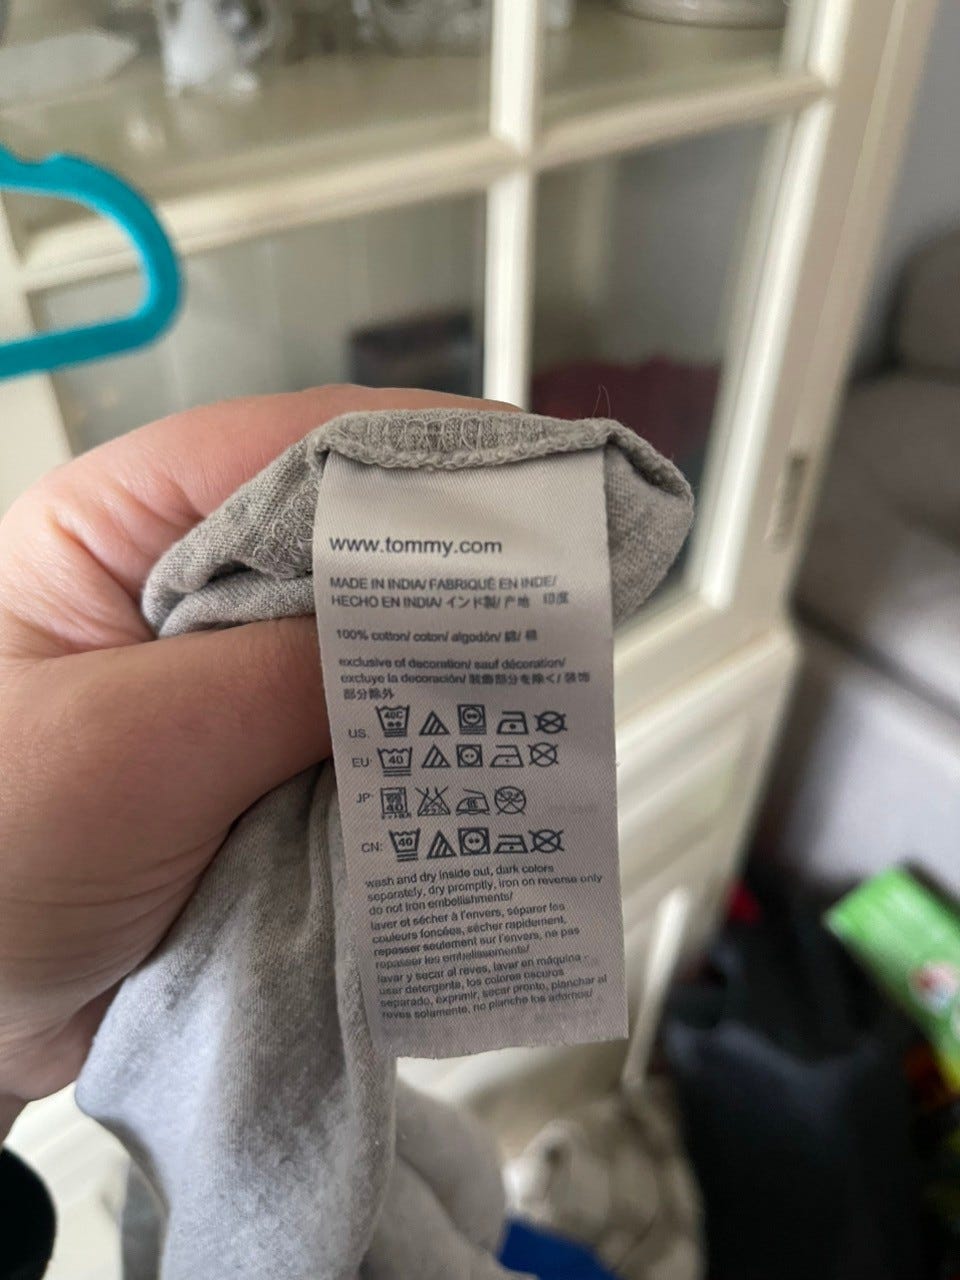 www.tommy.com
MADE IN INDIA/ FABRIQUÉ EN INDE/
HECHO EN INDIA/ インド製/ 产地 印度
100% cotton/ coton/ algodón/ 綿/ 棉
exclusive of decoration/ sauf décoration/
excluye la decoración/ 装飾部分を除く/ 装饰
部分除外
US: 40C
EU: 40
JP: 40
CN: 40
wash and dry inside out, dark colors
separately, dry promptly, iron on reverse only
do not iron embellishments/
laver et sécher à l'envers, séparer les
couleurs foncées, sécher rapidement,
repasser seulement sur l'envers, ne pas
repasser les embellissements/
lavar y secar al reves, lavar en máquina -
usar detergente, los colores oscuros
separado, exprimir, secar pronto, planchar al
reves solamente, no planche los adornos/